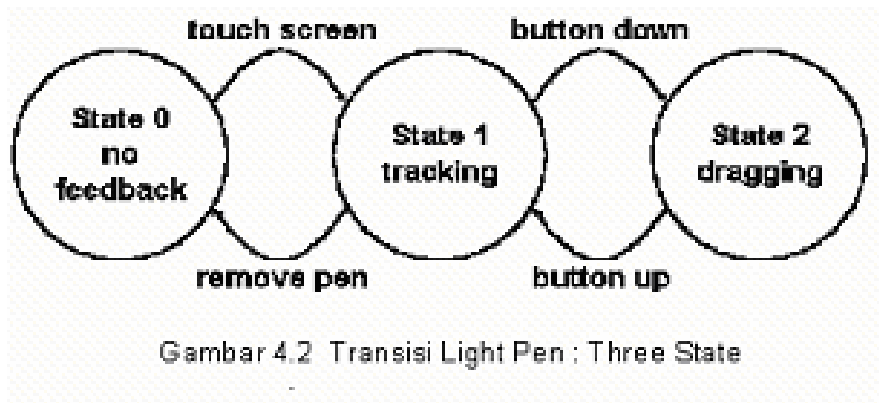 touch screen
button down
State 0
no
feedback
State 1
tracking
State 2
dragging
remove pen
button up
Gambar 4.2 Transisi Light Pen : Three State